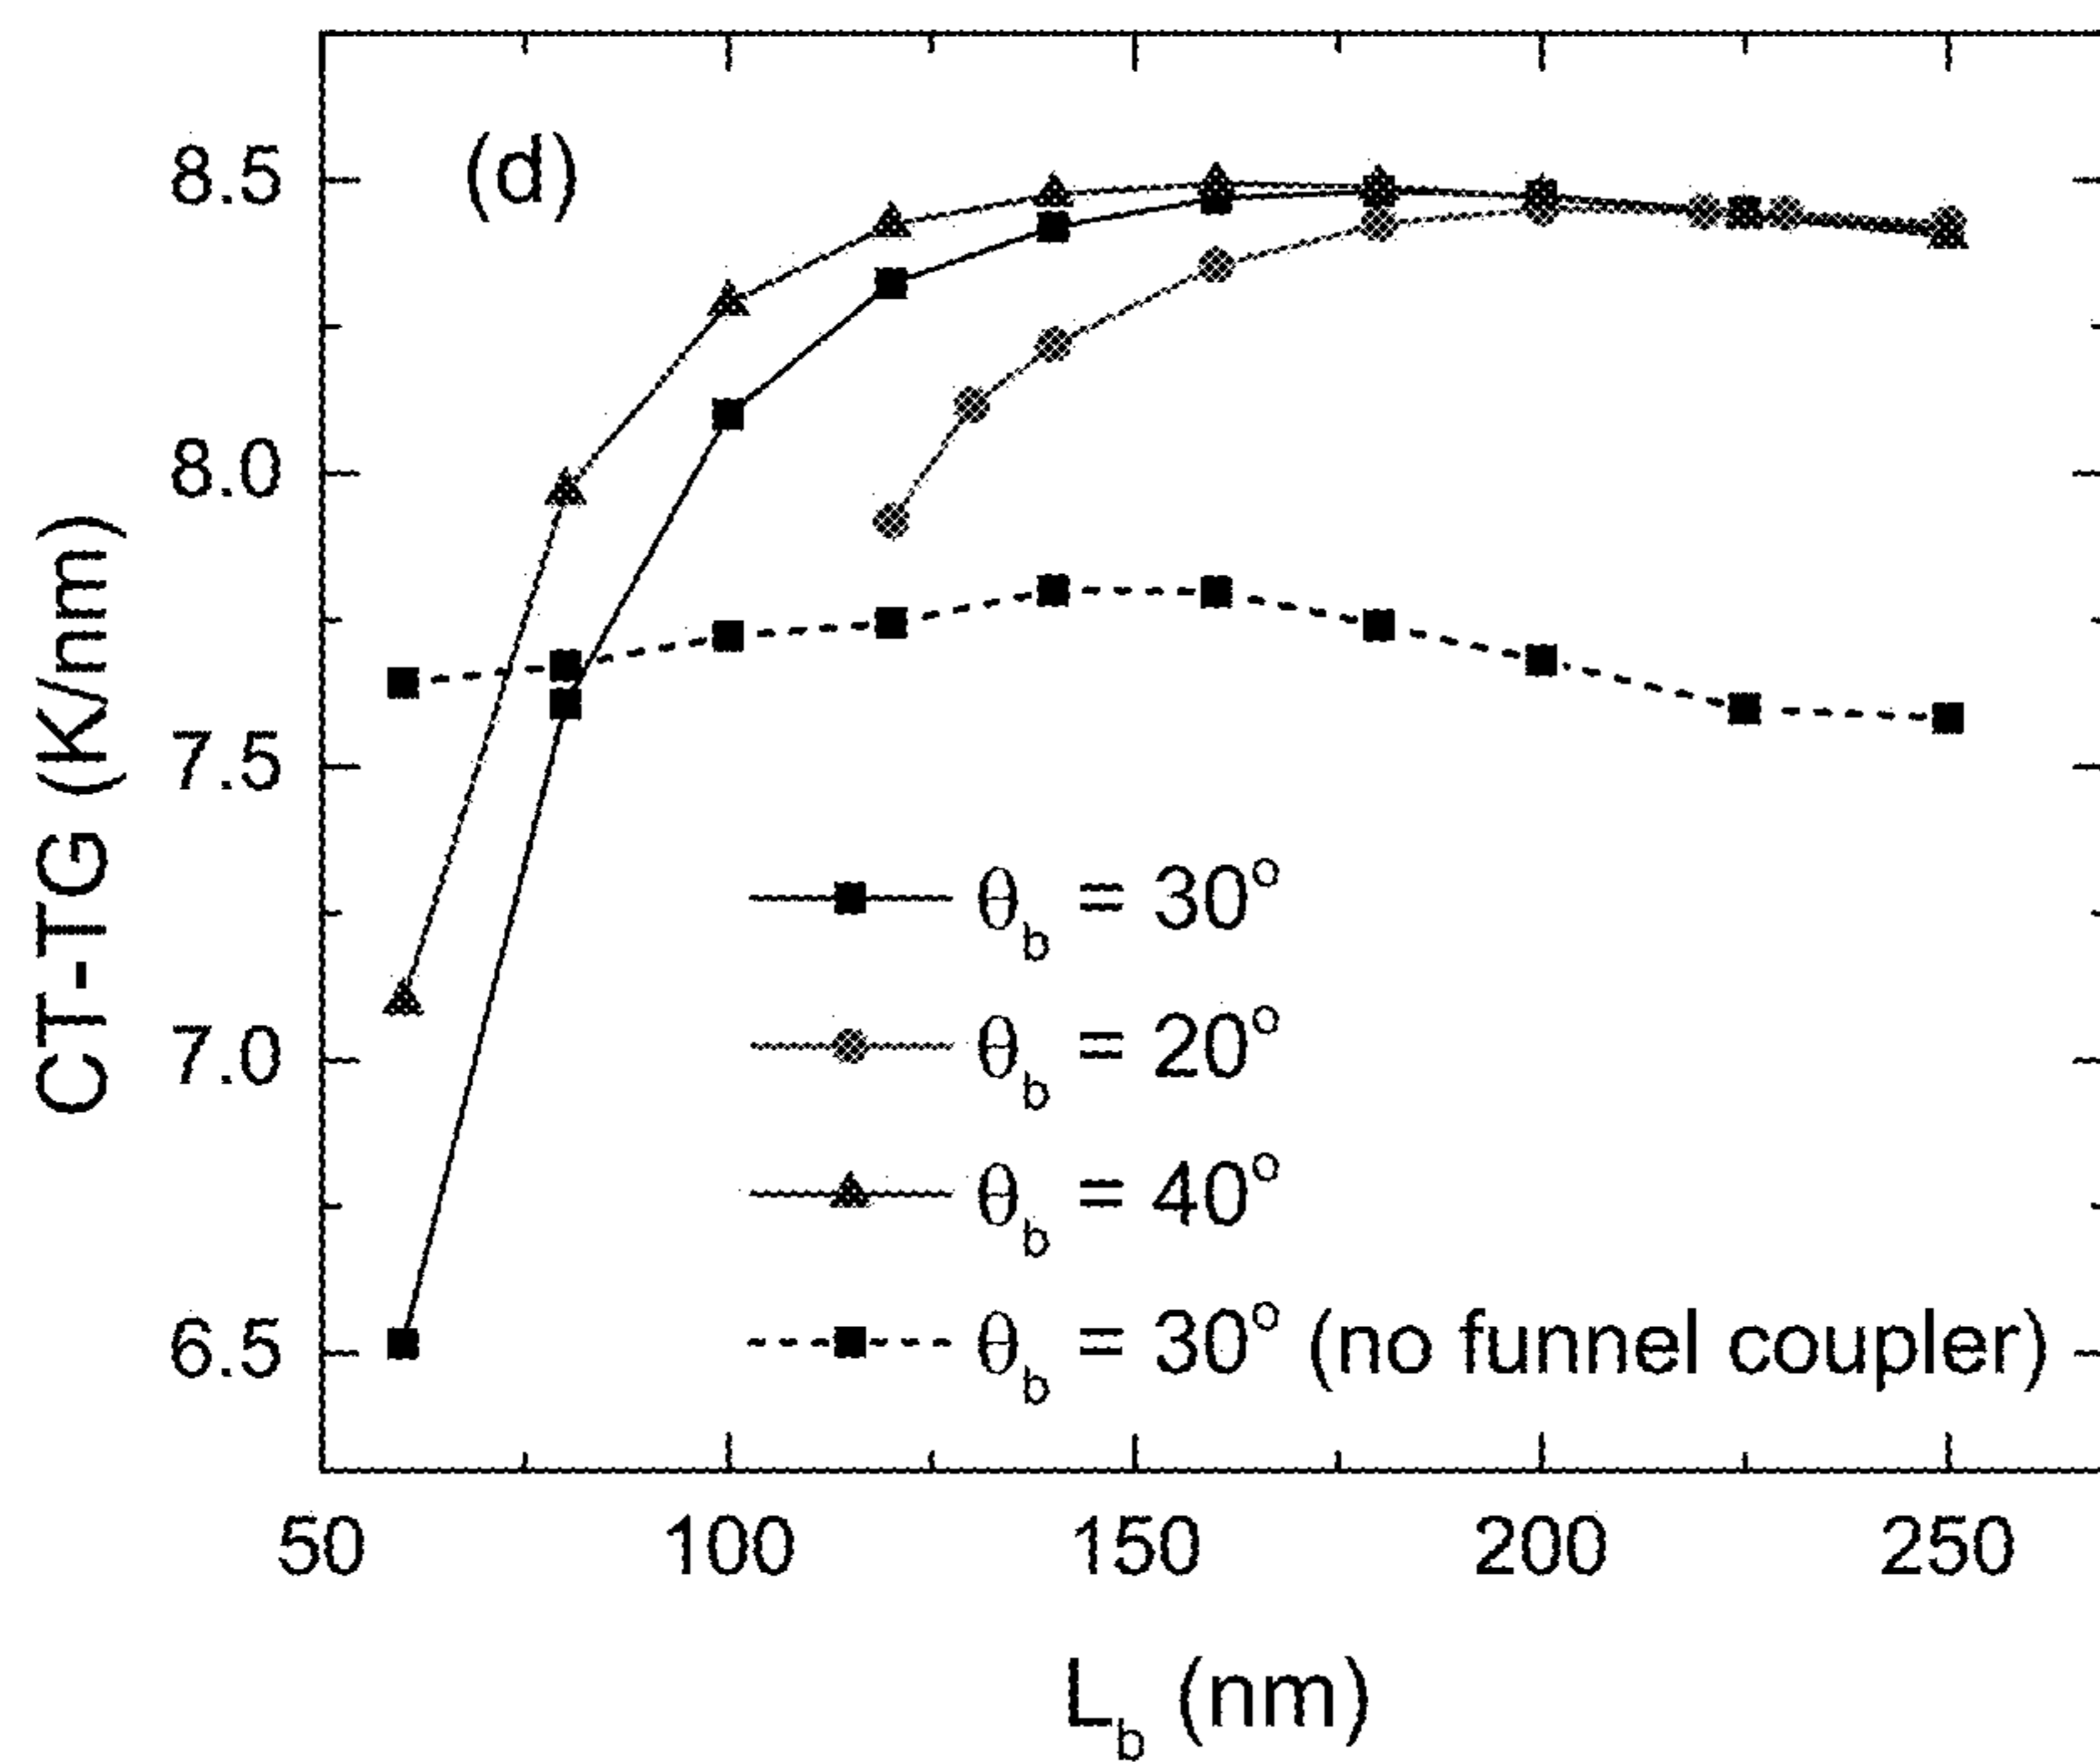 (d)
8.5
8.0
7.5
7.0
6.5
CT-TG (K/nm)
θb = 30°
θb = 20°
θb = 40°
θb = 30° (no funnel coupler)
50 100 150 200 250
Lb (nm)